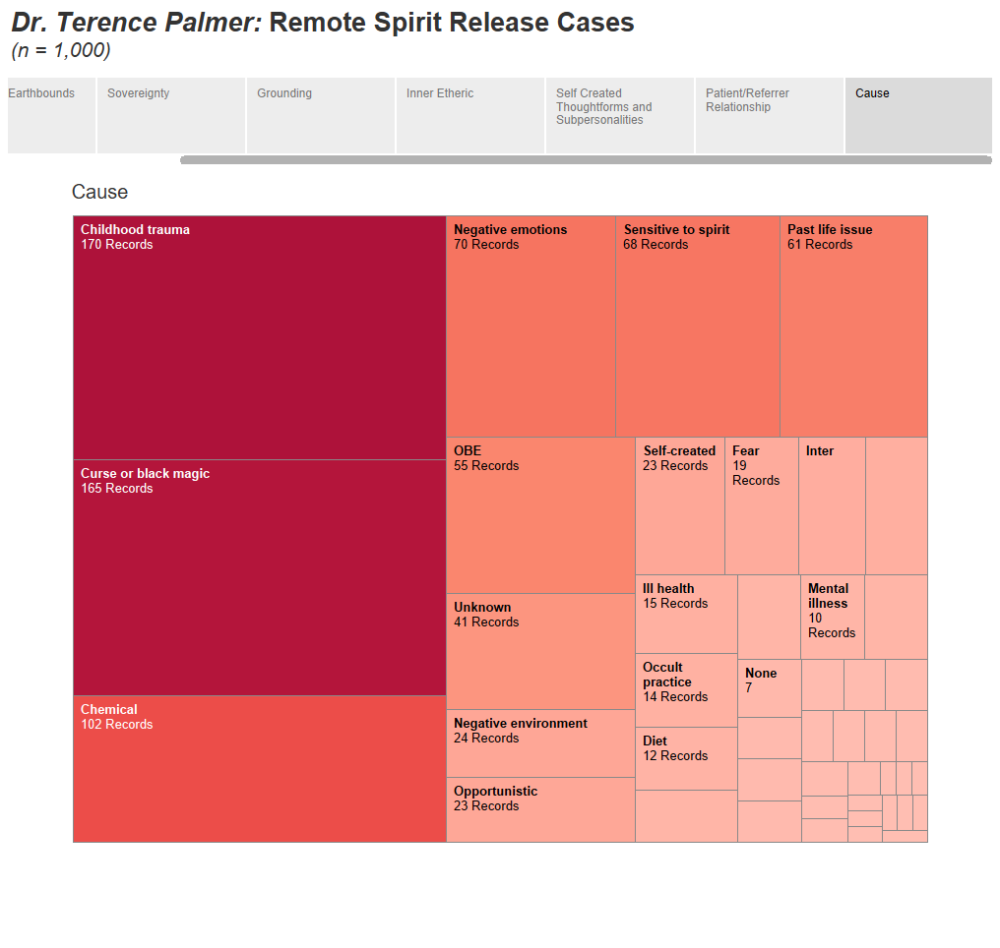 Dr. Terence Palmer: Remote Spirit Release Cases
(n = 1,000)
Earthbounds
Sovereignty
Grounding
Inner Etheric
Self Created
Thoughtforms and
Subpersonalities
Patient/Referrer
Relationship
Cause
Cause
Childhood trauma
170 Records
Negative emotions
70 Records
Sensitive to spirit
68 Records
Past life issue
61 Records
OBE
55 Records
Self-created
23 Records
Fear
19
Records
Inter
Curse or black magic
165 Records
Unknown
41 Records
Ill health
15 Records
Mental
illness
10
Records
Occult
practice
14 Records
None
7
Chemical
102 Records
Negative environment
24 Records
Diet
12 Records
Opportunistic
23 Records